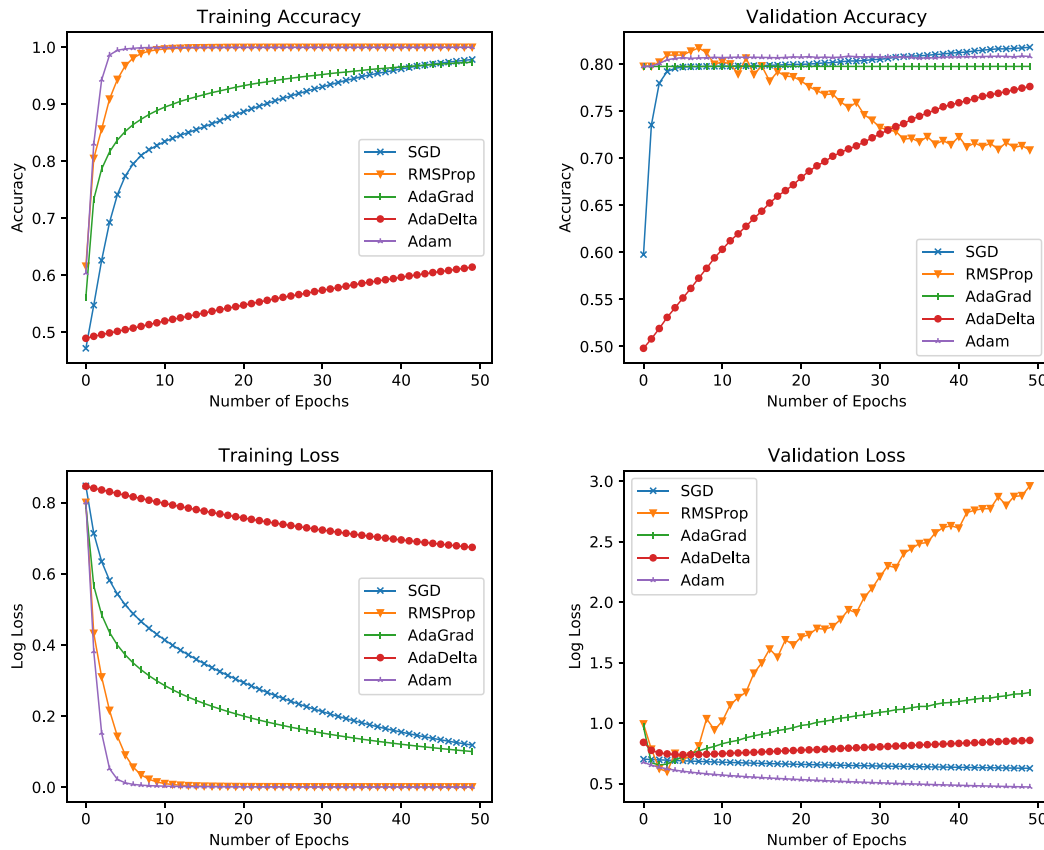 Training Accuracy
1.0
0.9
0.8
0.7
0.6
0.5
Accuracy
SGD
RMSProp
AdaGrad
AdaDelta
Adam
0 10 20 30 40 50
Number of Epochs
Validation Accuracy
0.80
0.75
0.70
0.65
0.60
0.55
0.50
Accuracy
SGD
RMSProp
AdaGrad
AdaDelta
Adam
0 10 20 30 40 50
Number of Epochs
Training Loss
0.8
0.6
0.4
0.2
0.0
Log Loss
SGD
RMSProp
AdaGrad
AdaDelta
Adam
0 10 20 30 40 50
Number of Epochs
Validation Loss
3.0
2.5
2.0
1.5
1.0
0.5
Log Loss
SGD
RMSProp
AdaGrad
AdaDelta
Adam
0 10 20 30 40 50
Number of Epochs